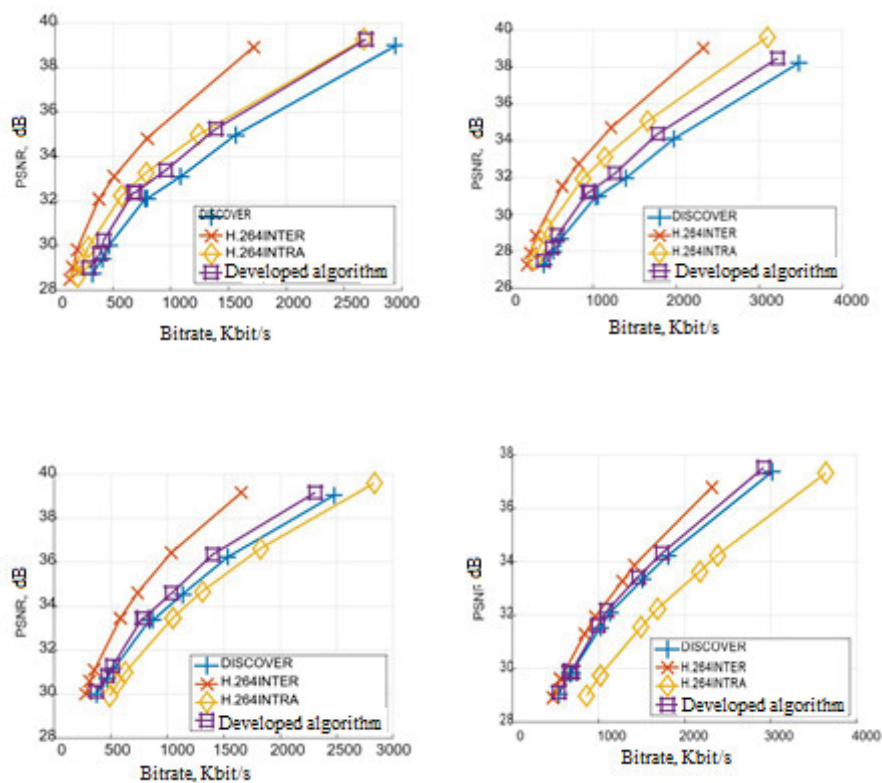 40
38
36
34
32
30
28
PSNR, dB
0 500 1000 1500 2000 2500 3000
Bitrate, Kbit/s
DISCOVER
H.264INTER
H.264INTRA
Developed algorithm
40
38
36
34
32
30
28
26
PSNR, dB
0 1000 2000 3000 4000
Bitrate, Kbit/s
DISCOVER
H.264INTER
H.264INTRA
Developed algorithm
40
38
36
34
32
30
28
PSNR, dB
0 500 1000 1500 2000 2500 3000
Bitrate, Kbit/s
DISCOVER
H.264INTER
H.264INTRA
Developed algorithm
38
36
34
32
30
28
PSNR, dB
0 1000 2000 3000 4000
Bitrate, Kbit/s
DISCOVER
H.264INTER
H.264INTRA
Developed algorithm